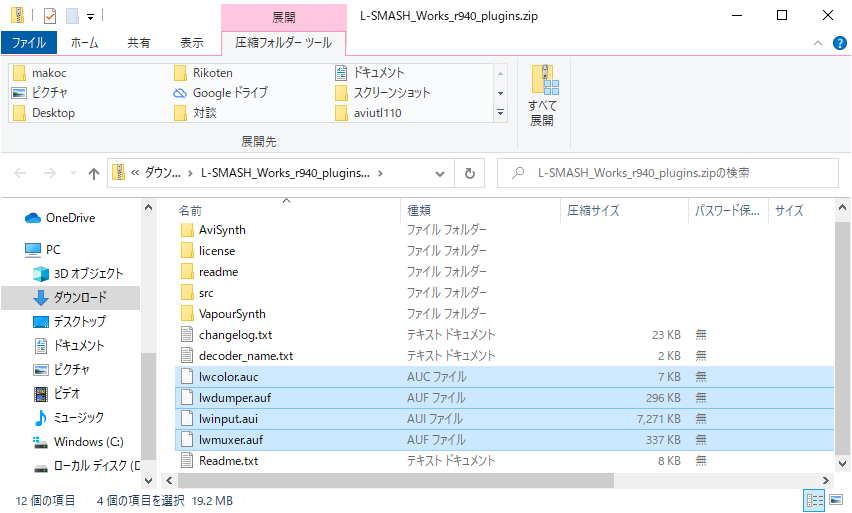 展開
L-SMASH_Works_r940_plugins.zip
ファイル ホーム 共有 表示 圧縮フォルダー ツール
makoc Rikoten ドキュメント
ピクチャ Google ドライブ スクリーンショット
Desktop 対談 aviutl110
すべて
展開
展開先
« ダウン... › L-SMASH_Works_r940_plugins... ›
L-SMASH_Works_r940_plugins.zipの検索
OneDrive
PC
3D オブジェクト
ダウンロード
デスクトップ
ドキュメント
ピクチャ
ビデオ
ミュージック
Windows (C:)
ローカル ディスク (D
名前 種類 圧縮サイズ パスワード保... サイズ
AviSynth ファイル フォルダー
license ファイル フォルダー
readme ファイル フォルダー
src ファイル フォルダー
VapourSynth ファイル フォルダー
changelog.txt テキスト ドキュメント 23 KB 無
decoder_name.txt テキスト ドキュメント 2 KB 無
lwcolor.auc AUC ファイル 7 KB 無
lwdumper.auf AUF ファイル 296 KB 無
lwinput.aui AUI ファイル 7,271 KB 無
lwmuxer.auf AUF ファイル 337 KB 無
Readme.txt テキスト ドキュメント 8 KB 無
12 個の項目 4 個の項目を選択 19.2 MB